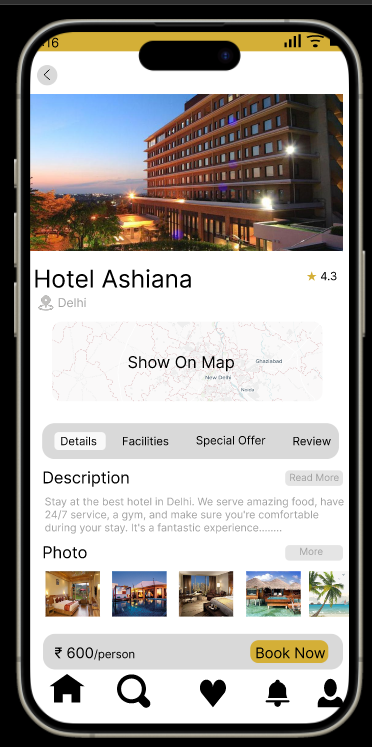 Hotel Ashiana
★ 4.3
Delhi
Show On Map
Ghaziabad
New Delhi
Noida
Details Facilities Special Offer Review
Description
Read More
Stay at the best hotel in Delhi. We serve amazing food, have
24/7 service, a gym, and make sure you're comfortable
during your stay. It's a fantastic experience........
Photo
More
₹ 600/person
Book Now